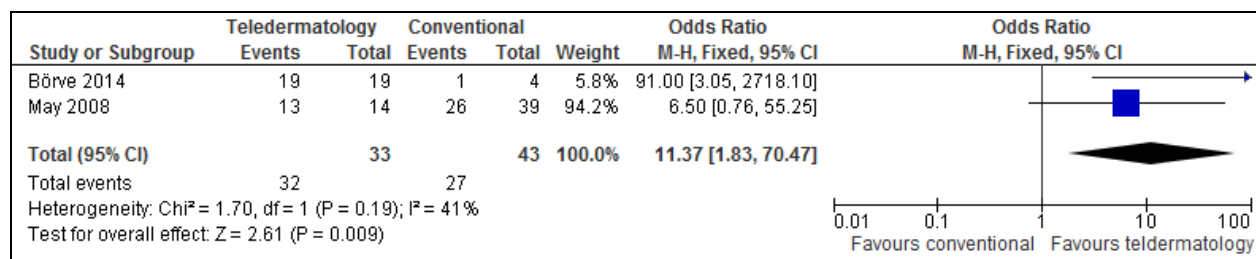 Teledermatology Conventional Odds Ratio Odds Ratio
Study or Subgroup Events Total Events Total Weight M-H, Fixed, 95% CI M-H, Fixed, 95% CI
Börve 2014 19 19 1 4 5.8% 91.00 [3.05, 2718.10]
May 2008 13 14 26 39 94.2% 6.50 [0.76, 55.25]
Total (95% CI) 33 43 100.0% 11.37 [1.83, 70.47]
Total events 32 27
Heterogeneity: Chi² = 1.70, df = 1 (P = 0.19); I² = 41%
Test for overall effect: Z = 2.61 (P = 0.009)
0.01 0.1 1 10 100
Favours conventional Favours teldermatology